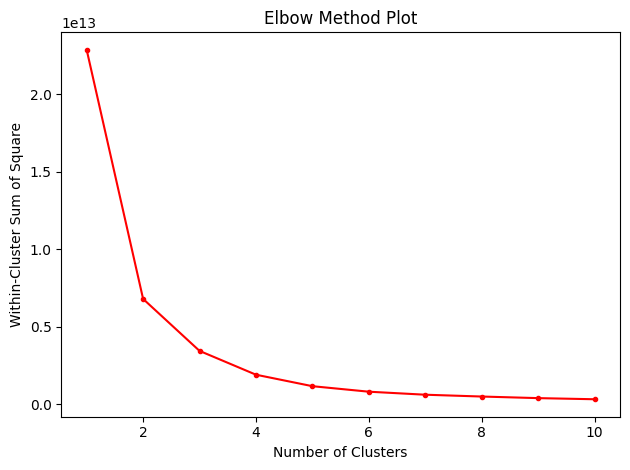 Elbow Method Plot
1e13
Within-Cluster Sum of Square
2.0
1.5
1.0
0.5
0.0
2 4 6 8 10
Number of Clusters